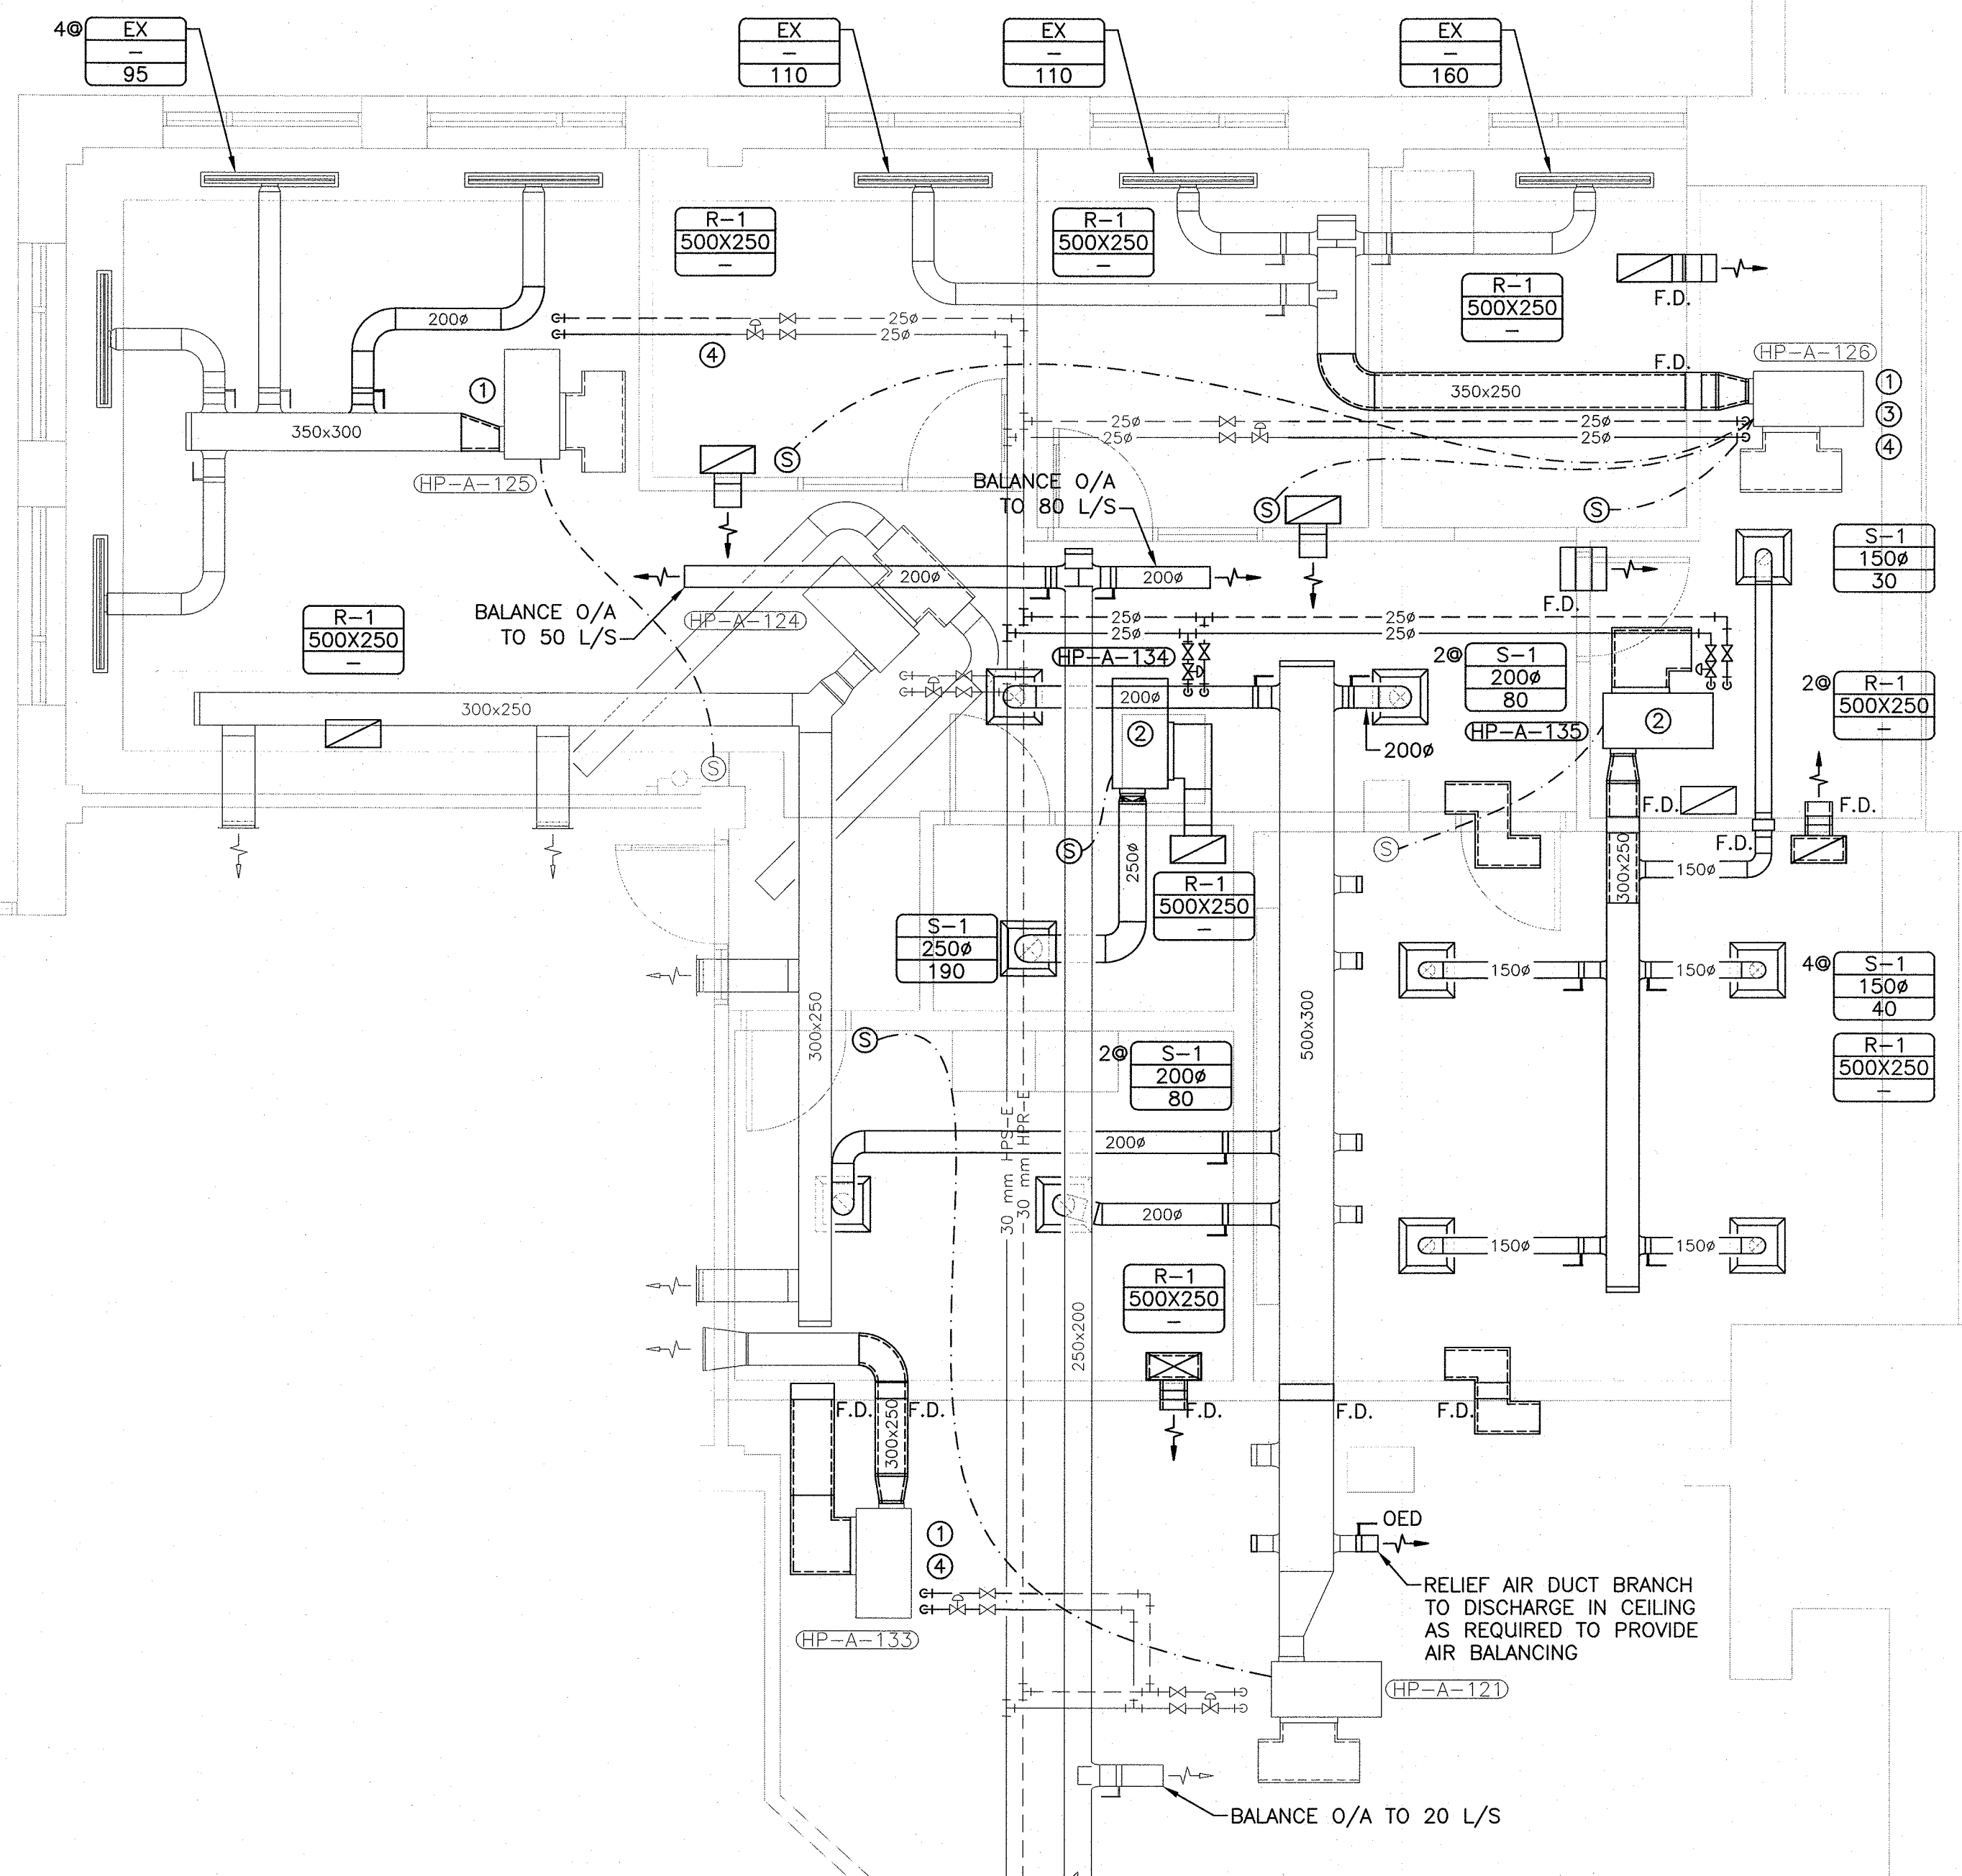 4@
EX
–
95
EX
–
110
EX
–
110
EX
–
160
R-1
500X250
–
R-1
500X250
–
R-1
500X250
–
F.D.
200ø
25ø
25ø
4
1
350x300
HP-A-125
F.D.
350x250
HP-A-126
1
3
4
25ø
25ø
25ø
25ø
S
S
S
BALANCE O/A
TO 80 L/S
200ø
200ø
BALANCE O/A
TO 50 L/S
HP-A-124
R-1
500X250
–
F.D.
S-1
150ø
30
25ø
25ø
25ø
25ø
HP-A-134
2@
S-1
200ø
80
2@
R-1
500X250
–
300x250
200ø
2
200ø
HP-A-135
2
S
S
S
250ø
F.D.
F.D.
F.D.
300x250
150ø
R-1
500X250
–
S-1
250ø
190
150ø
150ø
4@
S-1
150ø
40
R-1
500X250
–
300x250
500x300
S
2@
S-1
200ø
80
30 mm HPS-E
30 mm HPR-E
200ø
200ø
150ø
150ø
R-1
500X250
–
250x200
F.D.
300x250
F.D.
F.D.
F.D.
F.D.
OED
1
4
RELIEF AIR DUCT BRANCH
TO DISCHARGE IN CEILING
AS REQUIRED TO PROVIDE
AIR BALANCING
HP-A-133
HP-A-121
BALANCE O/A TO 20 L/S